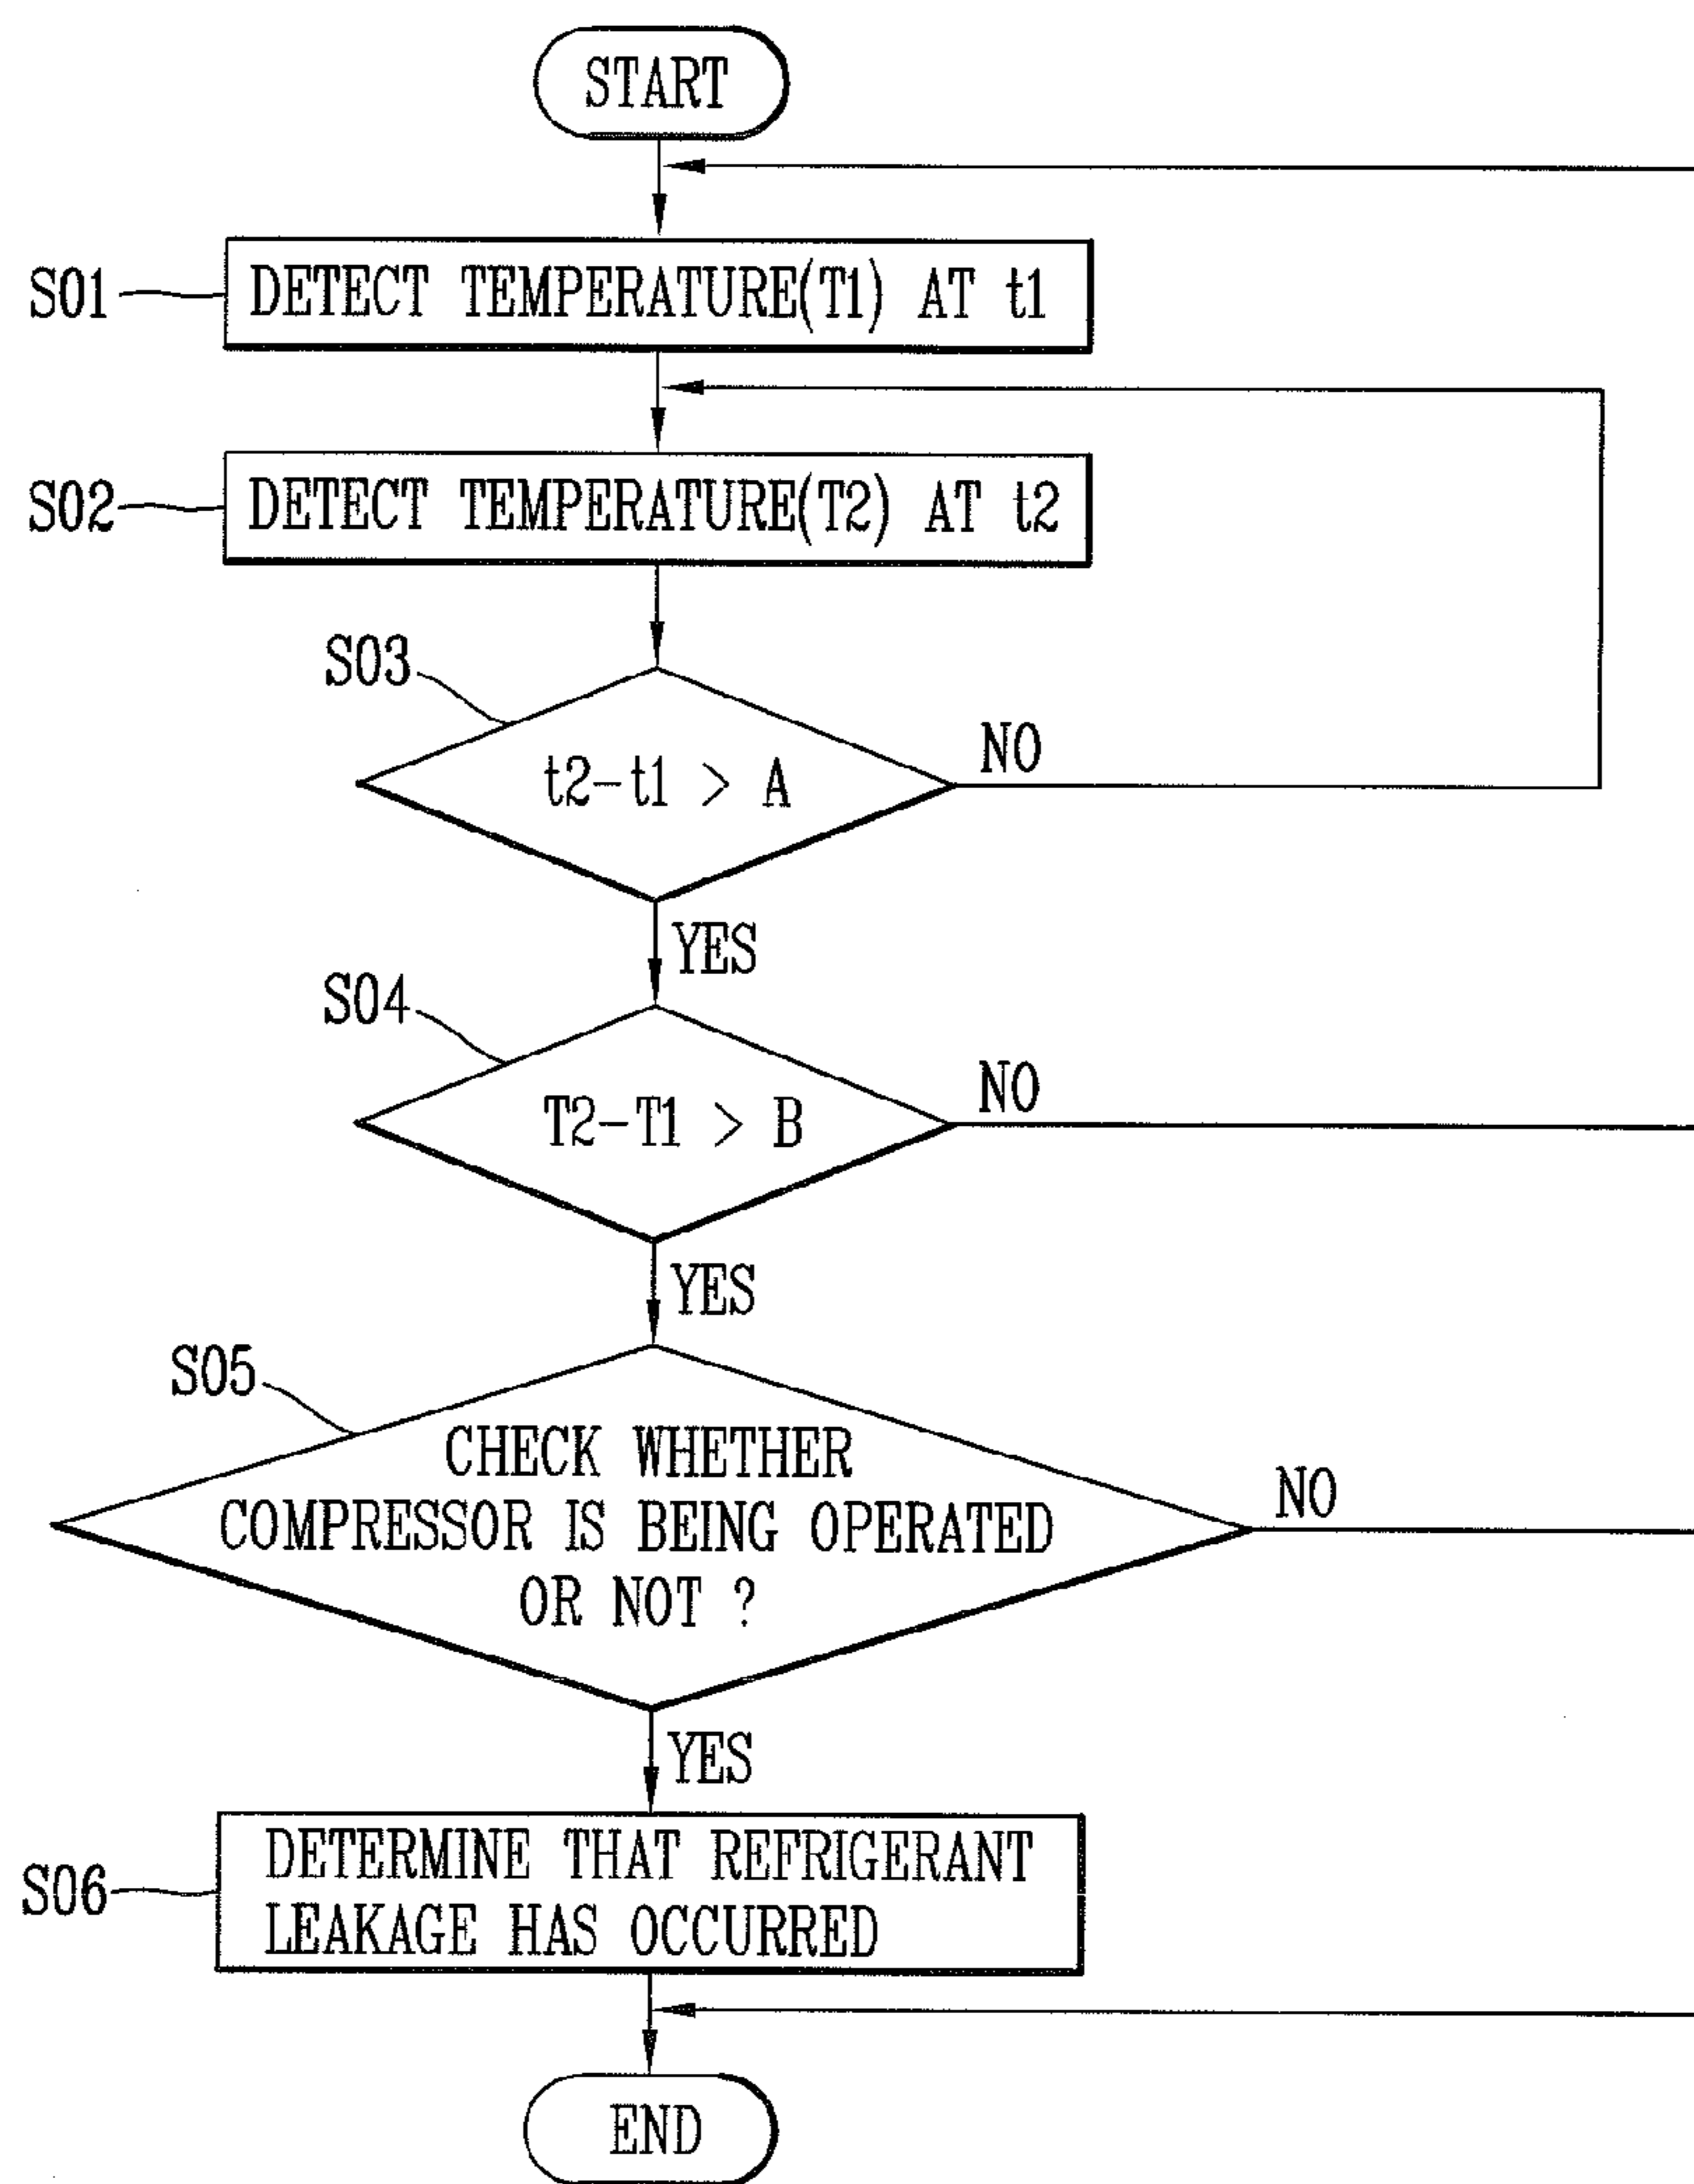 START
S01
DETECT TEMPERATURE(T1) AT t1
S02
DETECT TEMPERATURE(T2) AT t2
S03
t2-t1 > A
NO
YES
S04
T2-T1 > B
NO
YES
S05
CHECK WHETHER
COMPRESSOR IS BEING OPERATED
OR NOT ?
NO
YES
S06
DETERMINE THAT REFRIGERANT
LEAKAGE HAS OCCURRED
END